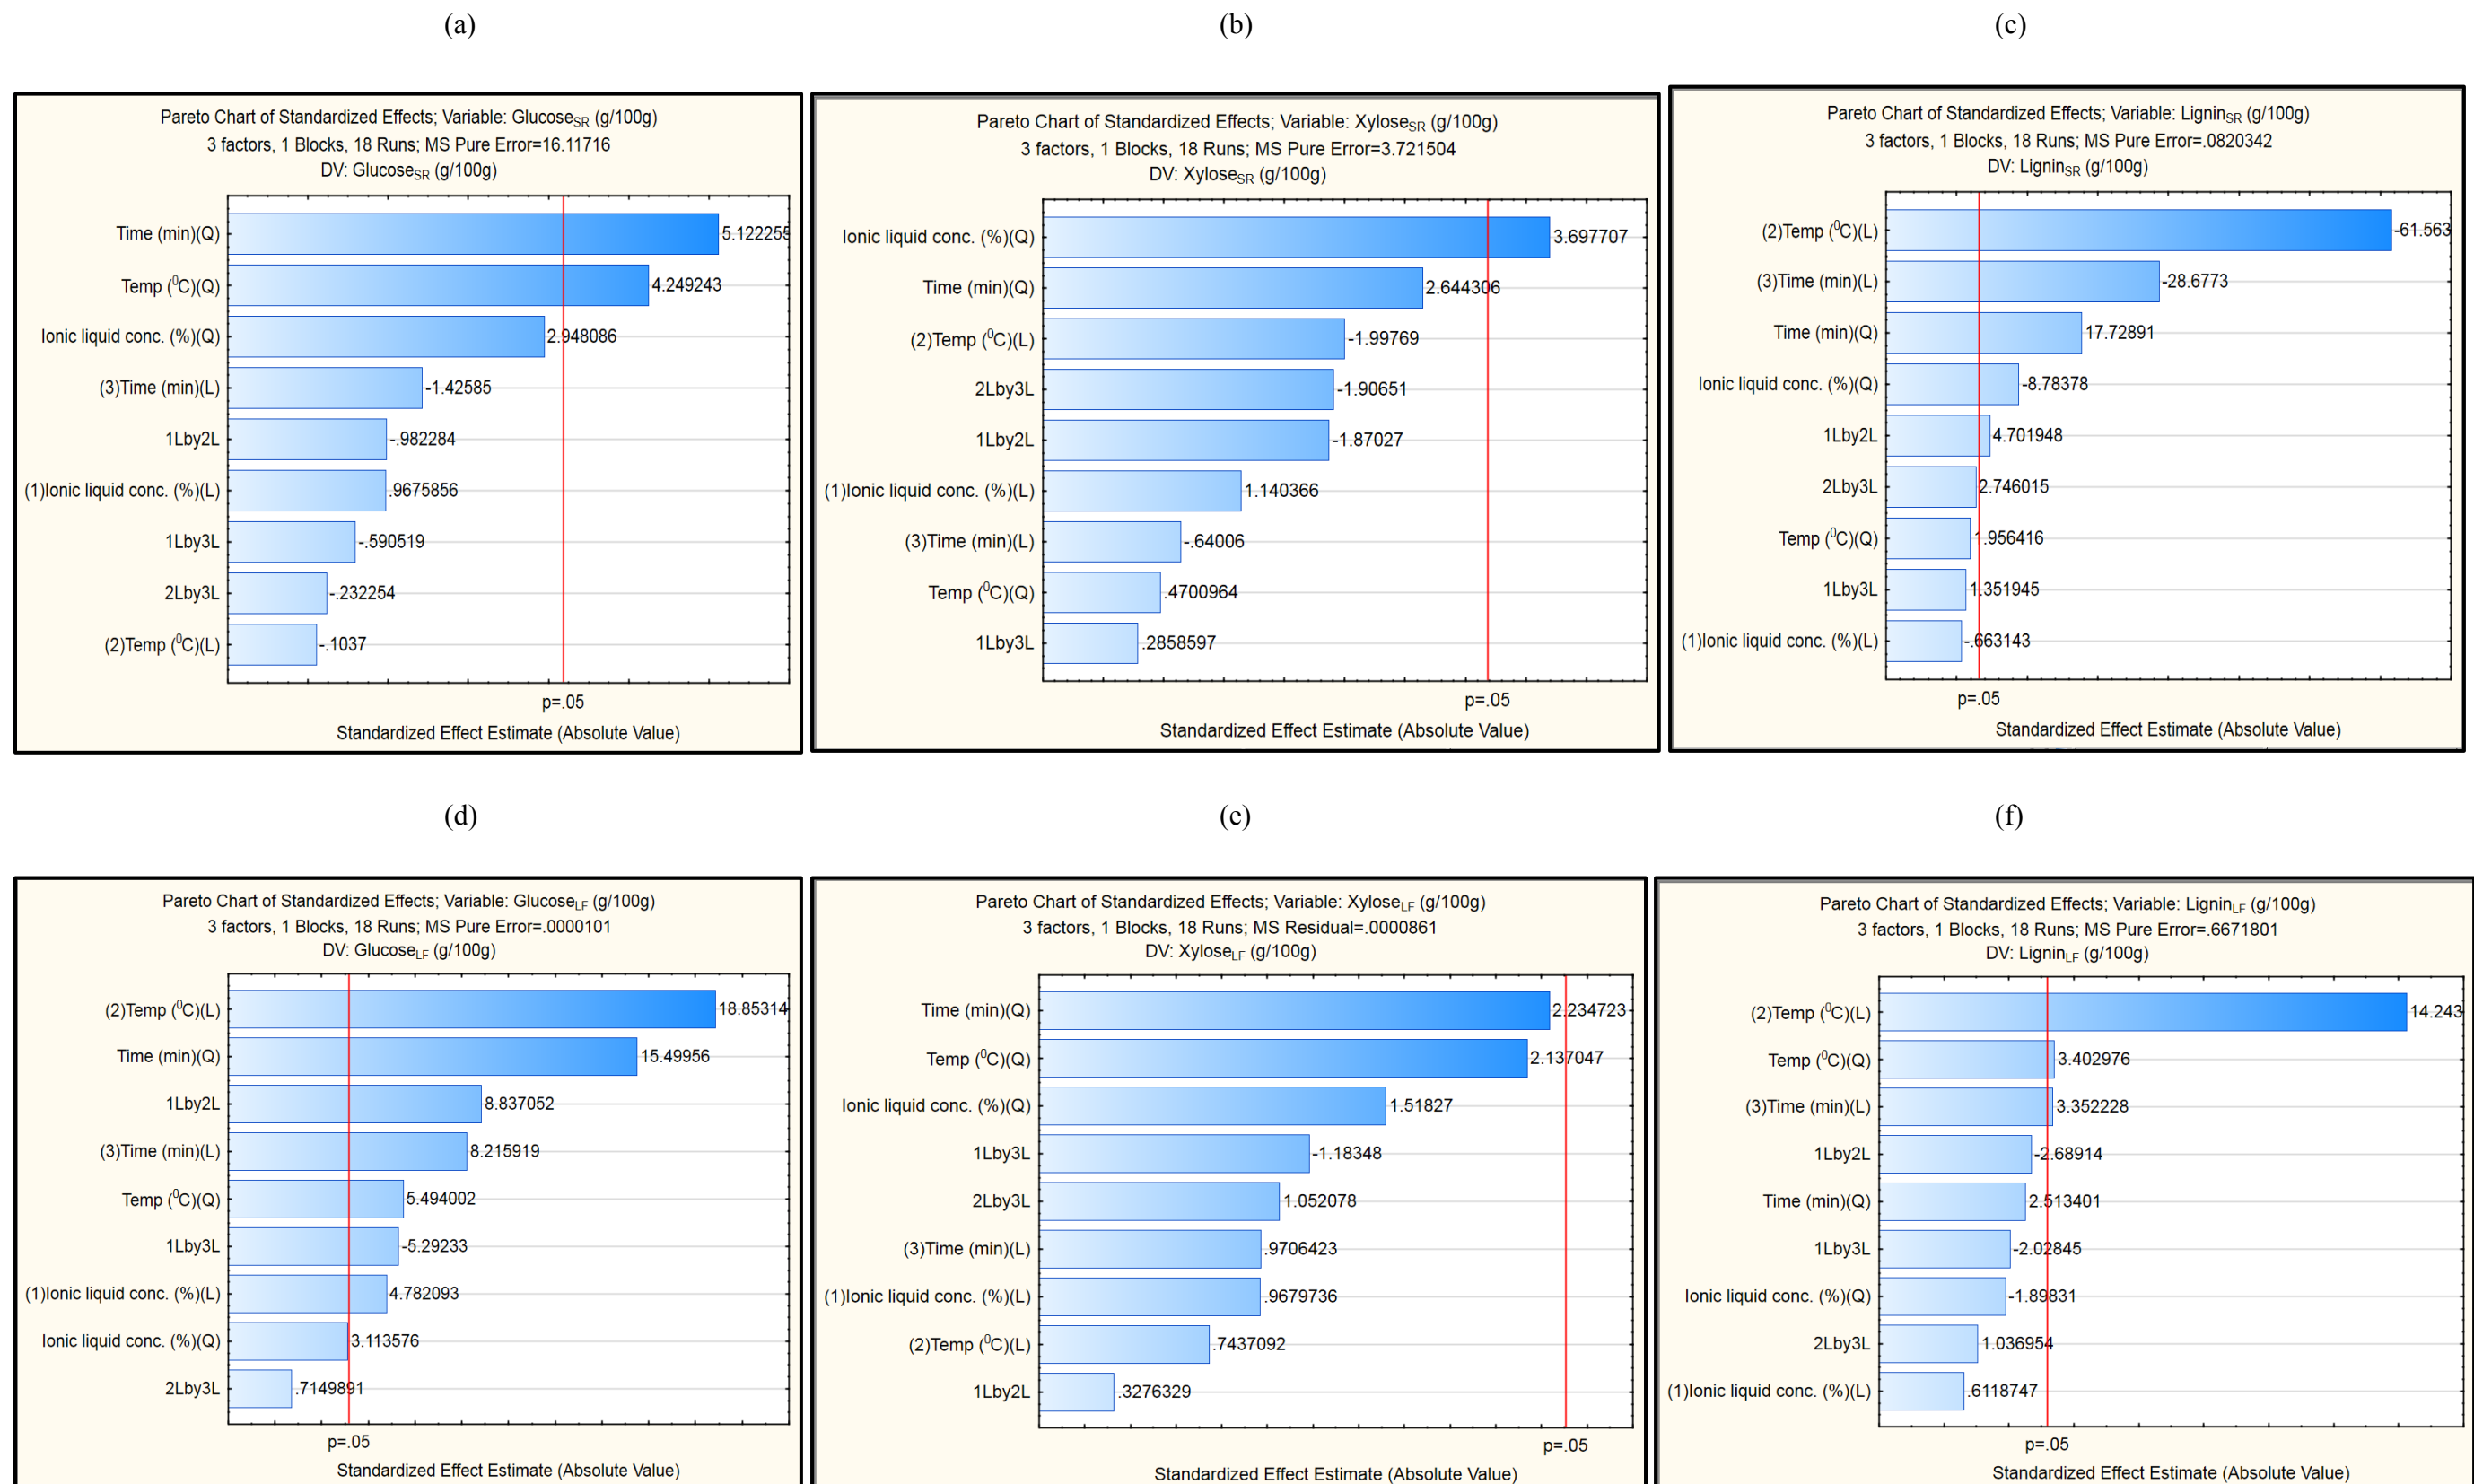 (a)
Pareto Chart of Standardized Effects; Variable: Glucose_SR (g/100g)
3 factors, 1 Blocks, 18 Runs; MS Pure Error=16.11716
DV: Glucose_SR (g/100g)
Time (min)(Q) 5.122255
Temp (⁰C)(Q) 4.249243
Ionic liquid conc. (%)(Q) 2.948086
(3)Time (min)(L) -1.42585
1Lby2L -.982284
(1)Ionic liquid conc. (%)(L) .9675856
1Lby3L -.590519
2Lby3L -.232254
(2)Temp (⁰C)(L) -.1037
p=.05
Standardized Effect Estimate (Absolute Value)
(b)
Pareto Chart of Standardized Effects; Variable: Xylose_SR (g/100g)
3 factors, 1 Blocks, 18 Runs; MS Pure Error=3.721504
DV: Xylose_SR (g/100g)
Ionic liquid conc. (%)(Q) 3.697707
Time (min)(Q) 2.644306
(2)Temp (⁰C)(L) -1.99769
2Lby3L -1.90651
1Lby2L -1.87027
(1)Ionic liquid conc. (%)(L) 1.140366
(3)Time (min)(L) -.64006
Temp (⁰C)(Q) .4700964
1Lby3L .2858597
p=.05
Standardized Effect Estimate (Absolute Value)
(c)
Pareto Chart of Standardized Effects; Variable: Lignin_SR (g/100g)
3 factors, 1 Blocks, 18 Runs; MS Pure Error=.0820342
DV: Lignin_SR (g/100g)
(2)Temp (⁰C)(L) -61.563
(3)Time (min)(L) -28.6773
Time (min)(Q) 17.72891
Ionic liquid conc. (%)(Q) -8.78378
1Lby2L 4.701948
2Lby3L 2.746015
Temp (⁰C)(Q) 1.956416
1Lby3L 1.351945
(1)Ionic liquid conc. (%)(L) -.663143
p=.05
Standardized Effect Estimate (Absolute Value)
(d)
Pareto Chart of Standardized Effects; Variable: Glucose_LF (g/100g)
3 factors, 1 Blocks, 18 Runs; MS Pure Error=.0000101
DV: Glucose_LF (g/100g)
(2)Temp (⁰C)(L) 18.85314
Time (min)(Q) 15.49956
1Lby2L 8.837052
(3)Time (min)(L) 8.215919
Temp (⁰C)(Q) 5.494002
1Lby3L -5.29233
(1)Ionic liquid conc. (%)(L) 4.782093
Ionic liquid conc. (%)(Q) 3.113576
2Lby3L .7149891
p=.05
Standardized Effect Estimate (Absolute Value)
(e)
Pareto Chart of Standardized Effects; Variable: Xylose_LF (g/100g)
3 factors, 1 Blocks, 18 Runs; MS Residual=.0000861
DV: Xylose_LF (g/100g)
Time (min)(Q) 2.234723
Temp (⁰C)(Q) 2.137047
Ionic liquid conc. (%)(Q) 1.51827
1Lby3L -1.18348
2Lby3L 1.052078
(3)Time (min)(L) .9706423
(1)Ionic liquid conc. (%)(L) .9679736
(2)Temp (⁰C)(L) .7437092
1Lby2L .3276329
p=.05
Standardized Effect Estimate (Absolute Value)
(f)
Pareto Chart of Standardized Effects; Variable: Lignin_LF (g/100g)
3 factors, 1 Blocks, 18 Runs; MS Pure Error=.6671801
DV: Lignin_LF (g/100g)
(2)Temp (⁰C)(L) 14.243
Temp (⁰C)(Q) 3.402976
(3)Time (min)(L) 3.352228
1Lby2L -2.68914
Time (min)(Q) 2.513401
1Lby3L -2.02845
Ionic liquid conc. (%)(Q) -1.89831
2Lby3L 1.036954
(1)Ionic liquid conc. (%)(L) .6118747
p=.05
Standardized Effect Estimate (Absolute Value)